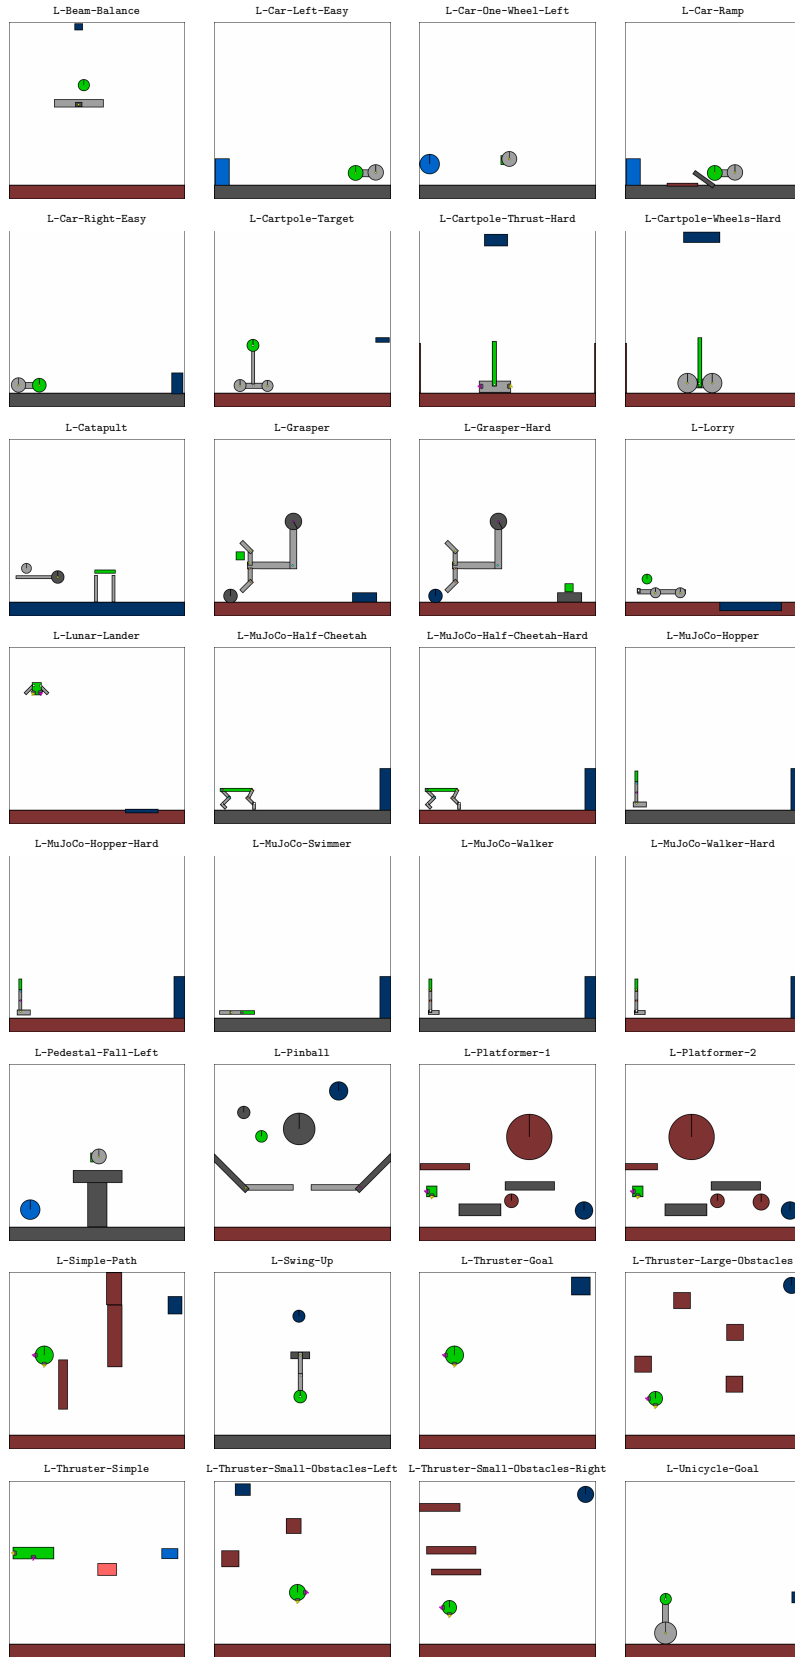 L-Beam-Balance
L-Car-Left-Easy
L-Car-One-Wheel-Left
L-Car-Ramp
L-Car-Right-Easy
L-Cartpole-Target
L-Cartpole-Thrust-Hard
L-Cartpole-Wheels-Hard
L-Catapult
L-Grasper
L-Grasper-Hard
L-Lorry
L-Lunar-Lander
L-MuJoCo-Half-Cheetah
L-MuJoCo-Half-Cheetah-Hard
L-MuJoCo-Hopper
L-MuJoCo-Hopper-Hard
L-MuJoCo-Swimmer
L-MuJoCo-Walker
L-MuJoCo-Walker-Hard
L-Pedestal-Fall-Left
L-Pinball
L-Platformer-1
L-Platformer-2
L-Simple-Path
L-Swing-Up
L-Thruster-Goal
L-Thruster-Large-Obstacles
L-Thruster-Simple
L-Thruster-Small-Obstacles-Left
L-Thruster-Small-Obstacles-Right
L-Unicycle-Goal